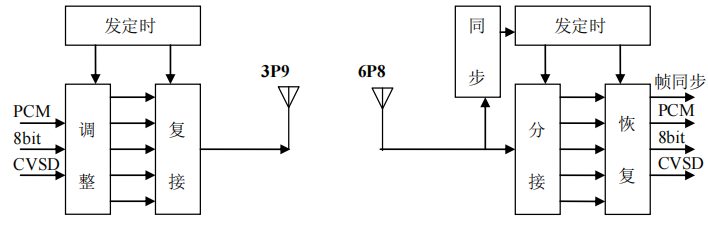 发定时
3P9
PCM
8bit
CVSD
调整
复接
6P8
同步
发定时
分接
恢复
帧同步
PCM
8bit
CVSD